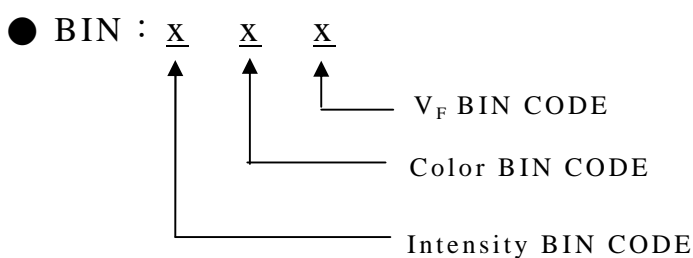 ● BIN：x x x
V_F BIN CODE
Color BIN CODE
Intensity BIN CODE